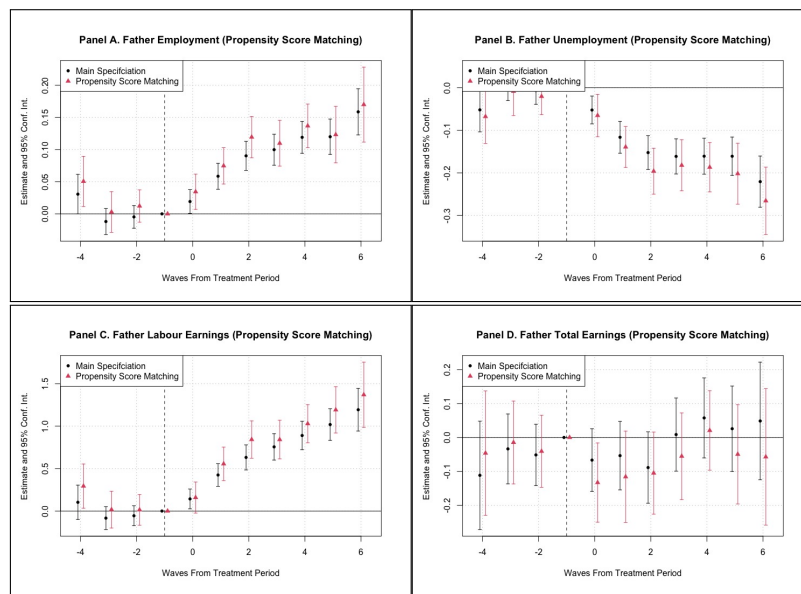 Panel A. Father Employment (Propensity Score Matching)
Main Specifciation
Propensity Score Matching
Estimate and 95% Conf. Int.
0.20
0.15
0.10
0.05
0.00
-4 -2 0 2 4 6
Waves From Treatment Period
Panel B. Father Unemployment (Propensity Score Matching)
Main Specifciation
Propensity Score Matching
Estimate and 95% Conf. Int.
0.0
-0.1
-0.2
-0.3
-4 -2 0 2 4 6
Waves From Treatment Period
Panel C. Father Labour Earnings (Propensity Score Matching)
Main Specifciation
Propensity Score Matching
Estimate and 95% Conf. Int.
1.5
1.0
0.5
0.0
-4 -2 0 2 4 6
Waves From Treatment Period
Panel D. Father Total Earnings (Propensity Score Matching)
Main Specifciation
Propensity Score Matching
Estimate and 95% Conf. Int.
0.2
0.1
0.0
-0.1
-0.2
-4 -2 0 2 4 6
Waves From Treatment Period